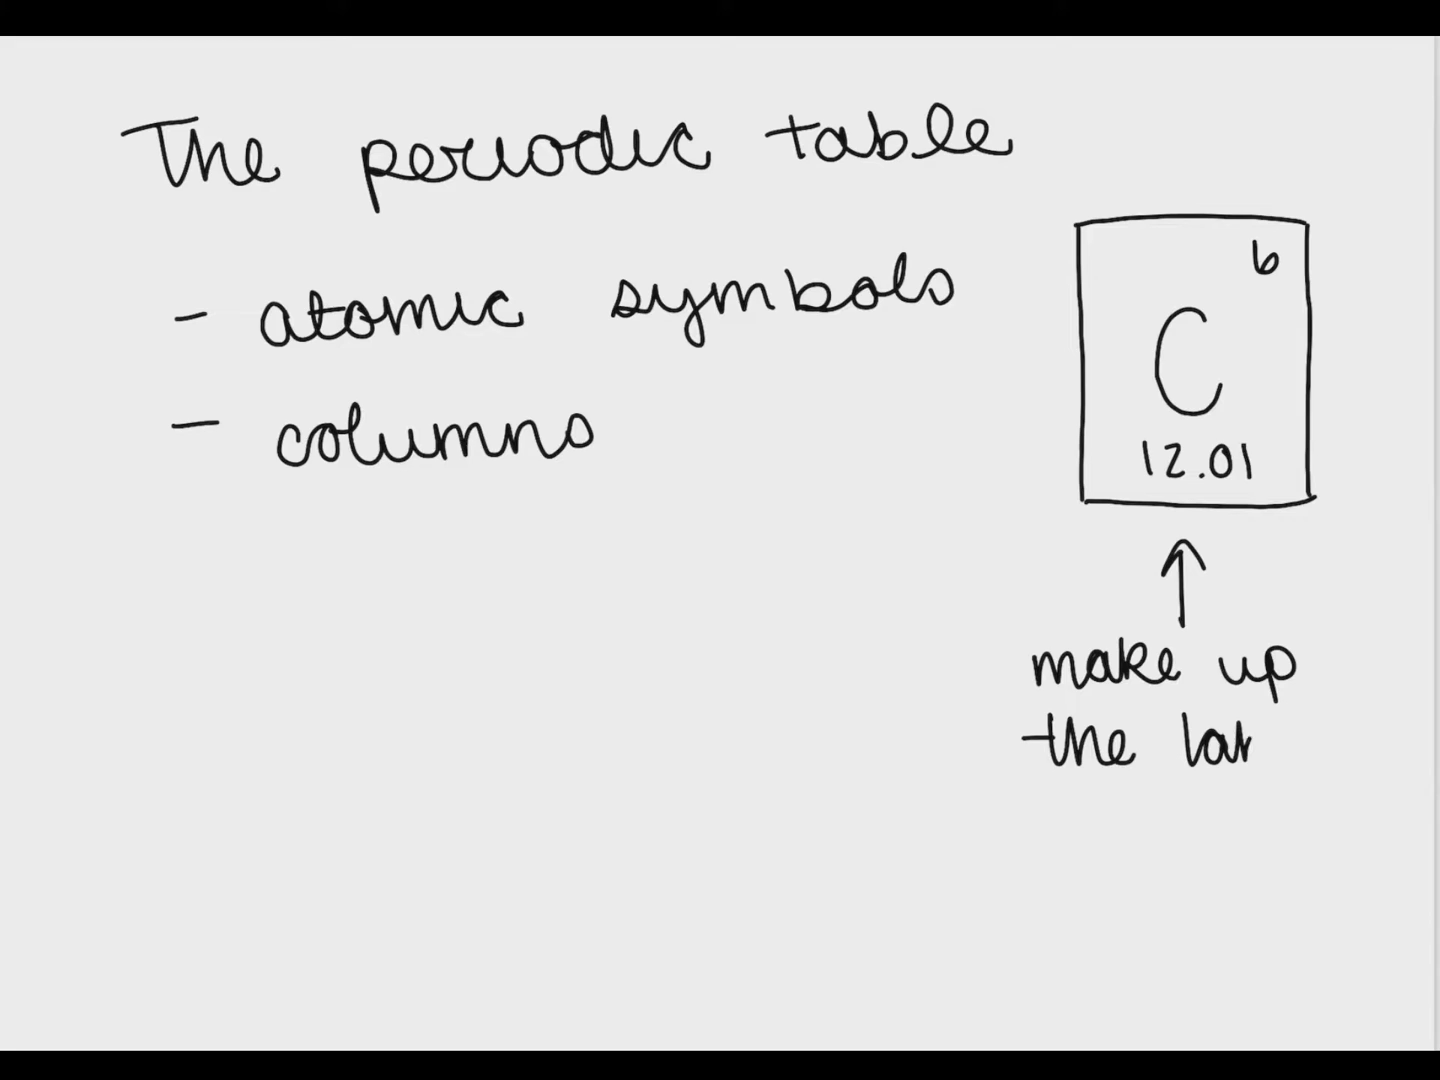 The periodic table
- atomic symbols
- columns
6
C
12.01
make up
the